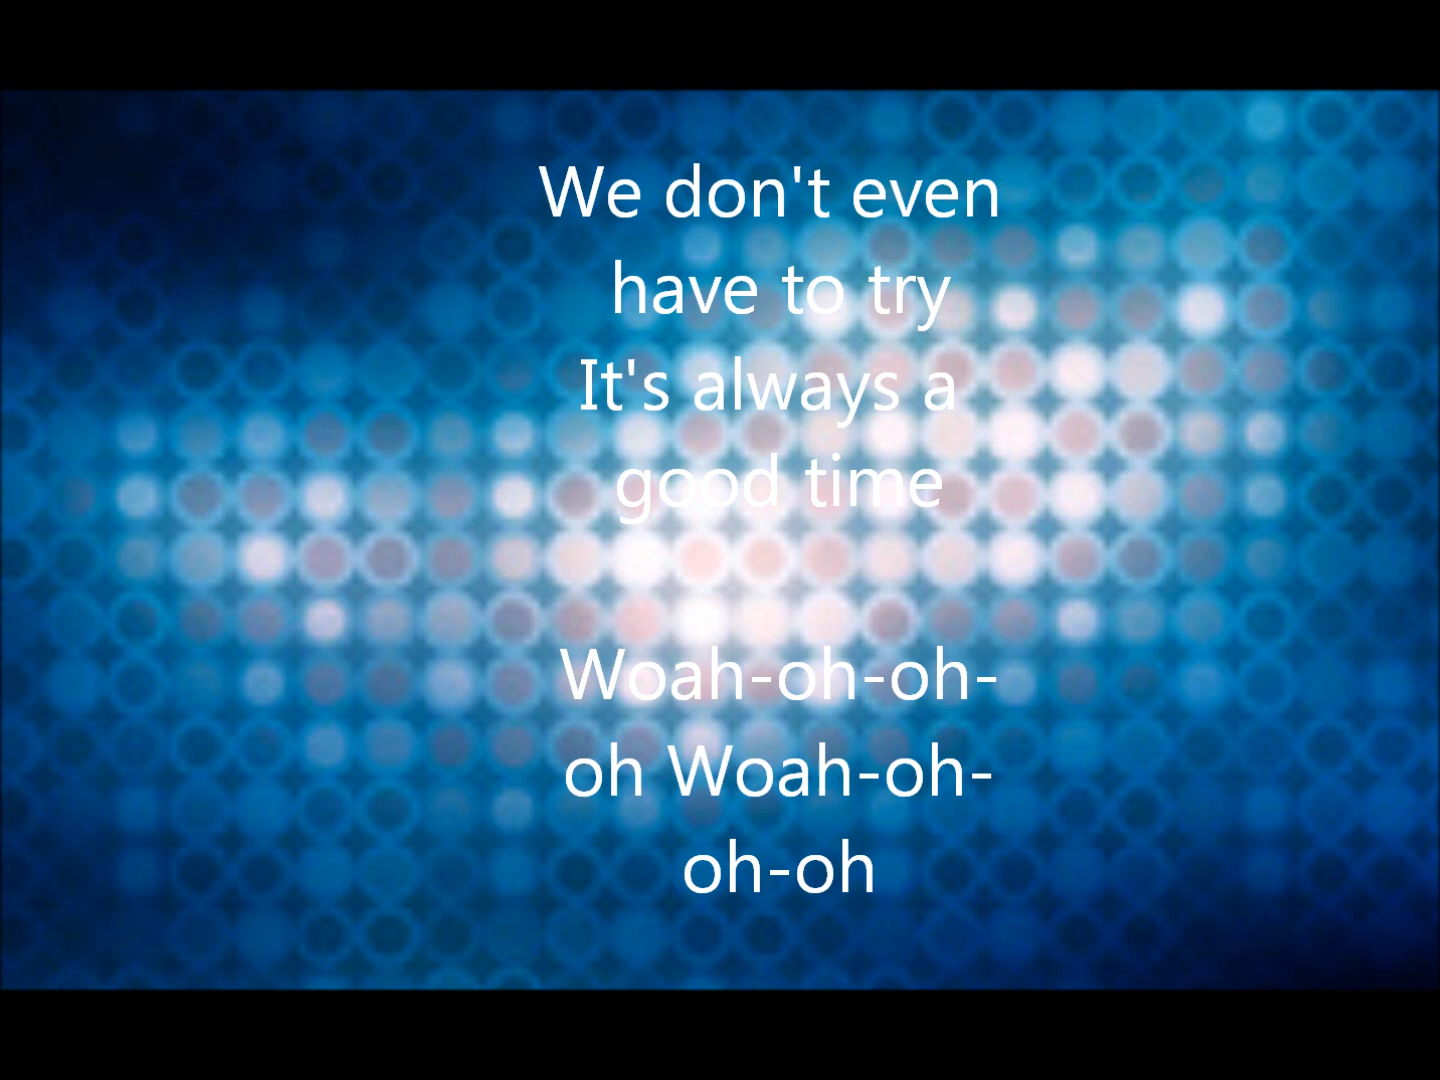 We don't even
have to try
It's always a
good time
Woah-oh-oh-
oh Woah-oh-
oh-oh